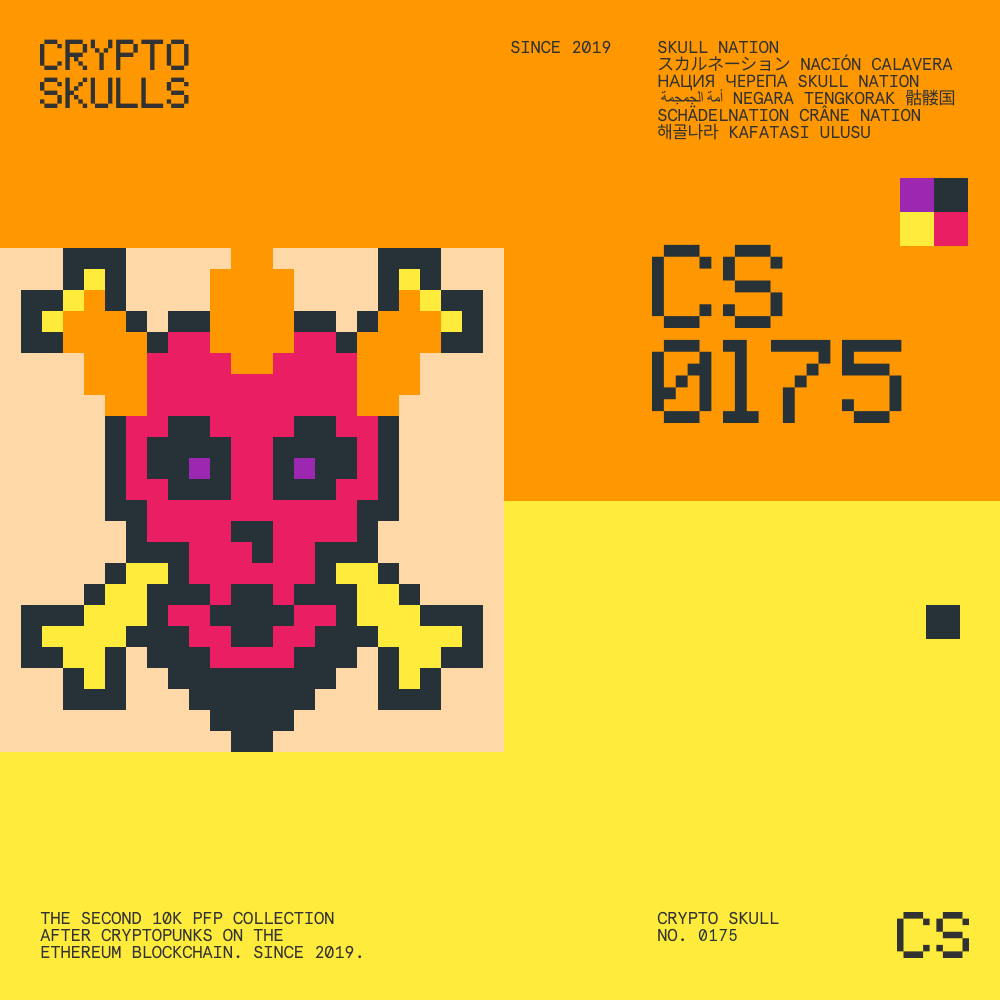 CRYPTO
SKULLS
SINCE 2019
SKULL NATION
スカルネーション NACIÓN CALAVERA
НАЦИЯ ЧЕРЕПА SKULL NATION
أمة الجمجمة NEGARA TENGKORAK 骷髅国
SCHÄDELNATION CRÂNE NATION
해골나라 KAFATASI ULUSU
CS
0175
THE SECOND 10K PFP COLLECTION
AFTER CRYPTOPUNKS ON THE
ETHEREUM BLOCKCHAIN. SINCE 2019.
CRYPTO SKULL
NO. 0175
CS